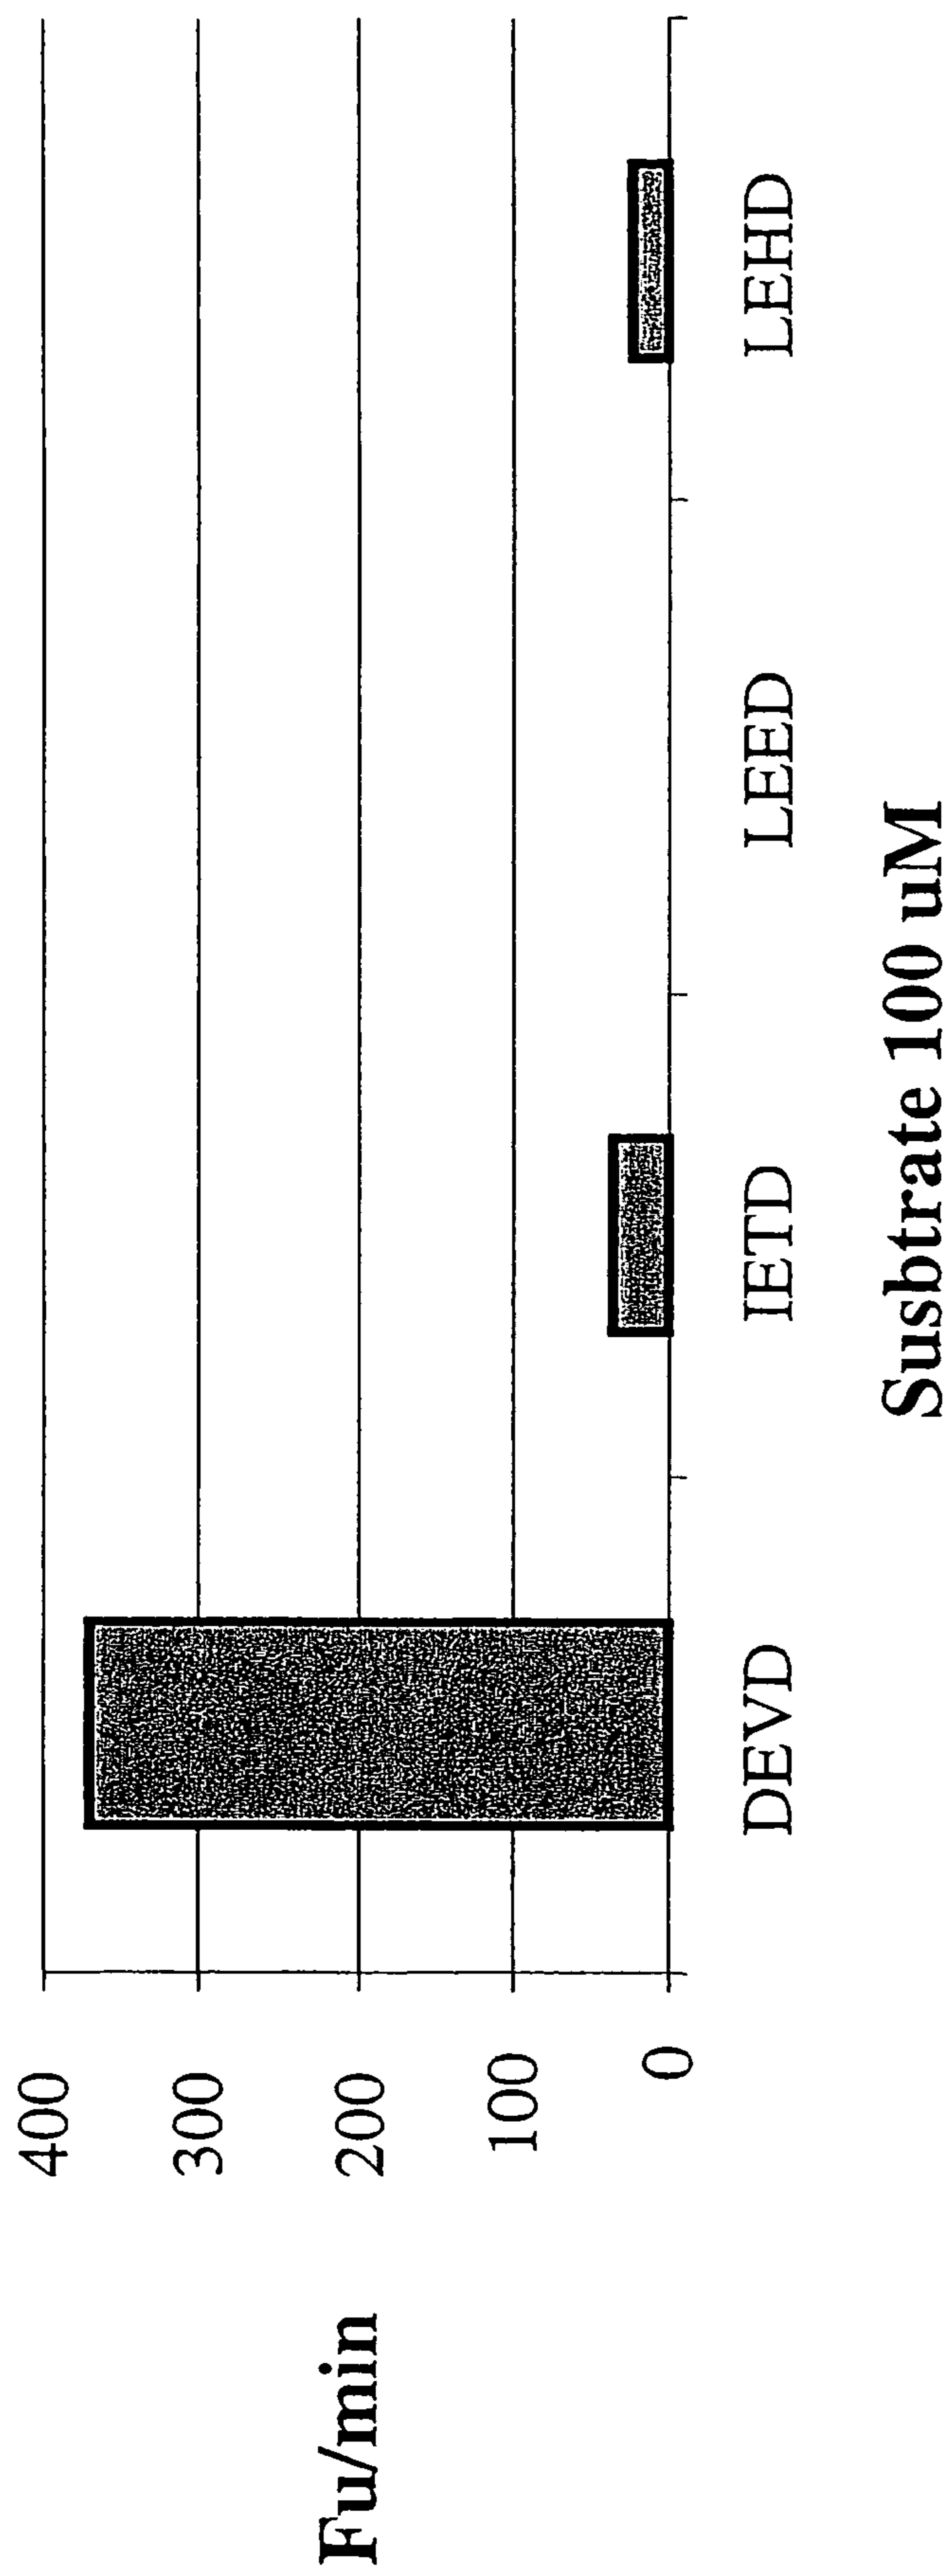 400
300
200
100
0
Fu/min
DEVD
IETD
LEED
LEHD
Susbtrate 100 uM